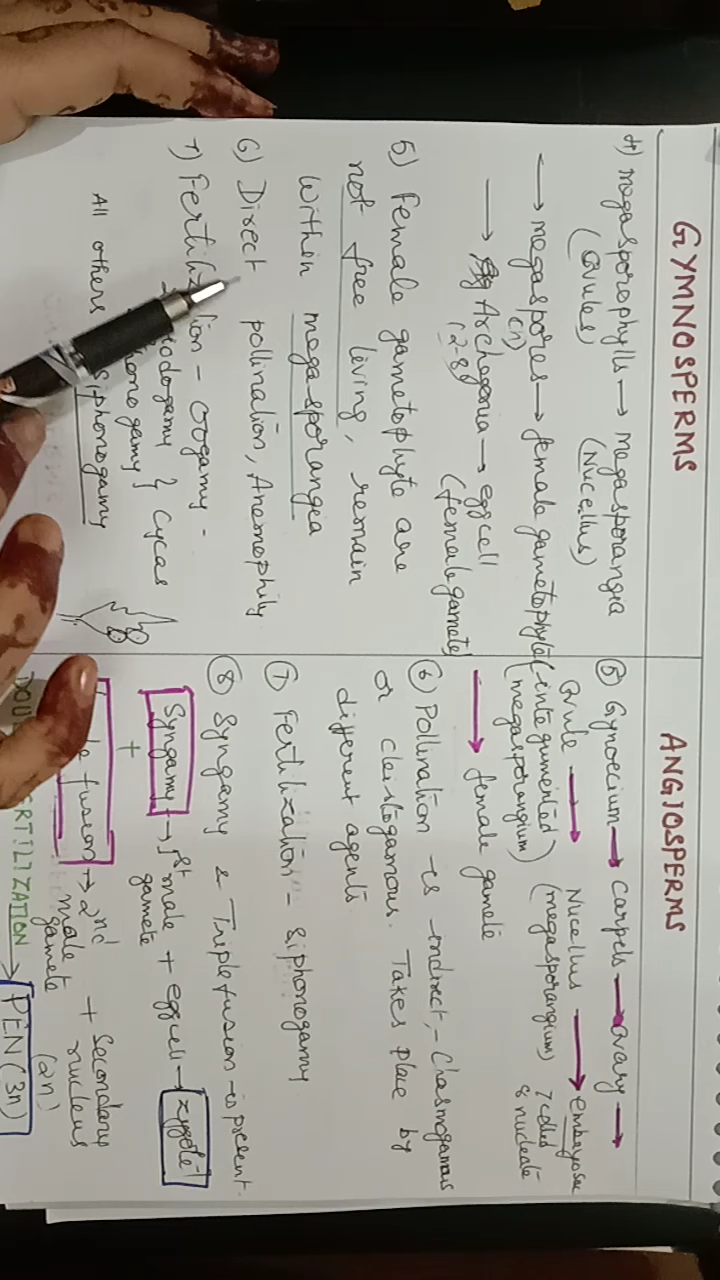 GYMNOSPERMS
4) Megasporophylls → Megasporangia
(Ovules) (Nucellus)
→ megaspores → female gametophyte
(n)
→ Archegonia → egg cell
(2-8) (female gamete)
5) Female gametophyte are
not free living, remain
within megasporangia
6) Direct pollination, Anemophily
7) Fertilization - Oogamy -
} Cycas
All others siphonogamy
ANGIOSPERMS
⑤ Gynoecium → Carpels → Ovary →
Ovule → Nucellus → embryosac
(integumented) (megasporangium) 7 celled
(megasporangium) 8 nucleate
→ female gamete
⑥ Pollination is indirect, - Chasmogamous
or cleistogamous. Takes place by
different agents
⑦ Fertilization - Siphonogamy
⑧ Syngamy & Triple fusion is present.
Syngamy → 1st male + egg cell → zygote
gamete
+
fusion → 2nd + Secondary
male nucleus
gamete (2n)
→ PEN (3n)